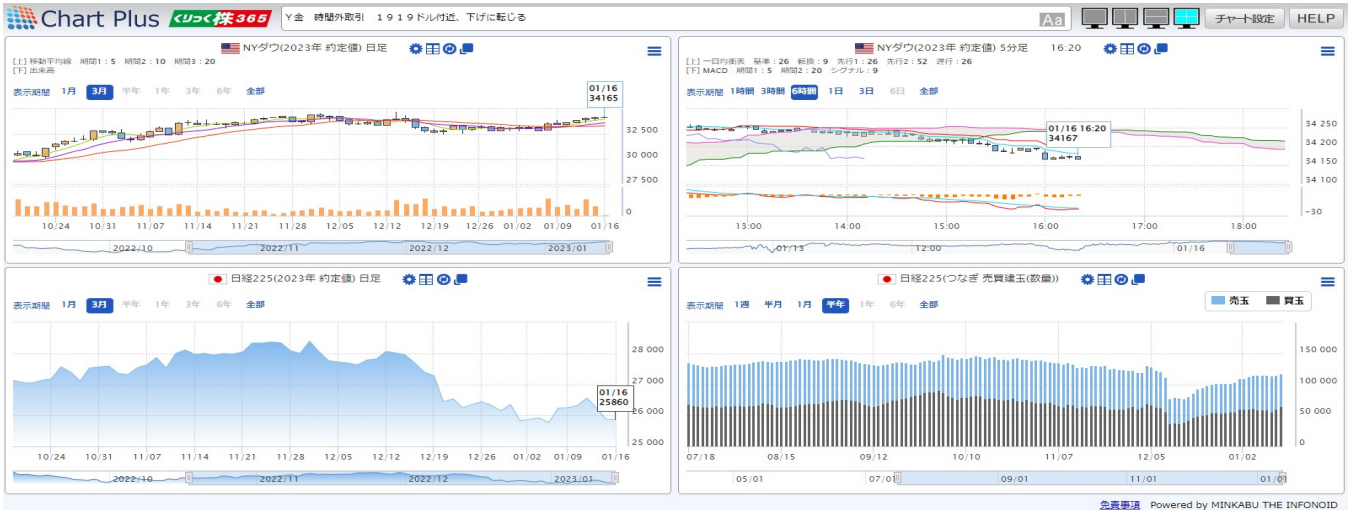 Chart Plus くりっく株365 Y金 時間外取引 1919ドル付近、下げに転じる Aa チャート設定 HELP
NYダウ(2023年 約定値) 日足
[上] 移動平均線 期間1:5 期間2:10 期間3:20
[下] 出来高
表示期間 1月 3月 半年 1年 3年 6年 全部
01/16
34165
32 500
30 000
27 500
0
10/24 10/31 11/07 11/14 11/21 11/28 12/05 12/12 12/19 12/26 01/02 01/09 01/16
2022/10 2022/11 2022/12 2023/01
NYダウ(2023年 約定値) 5分足 16:20
[上] 一目均衡表 基準:26 転換:9 先行1:26 先行2:52 遅行:26
[下] MACD 期間1:5 期間2:20 シグナル:9
表示期間 1時間 3時間 6時間 1日 3日 6日 全部
01/16 16:20
34167
34 250
34 200
34 150
34 100
-30
13:00 14:00 15:00 16:00 17:00 18:00
01/13 12:00 01/16
日経225(2023年 約定値) 日足
表示期間 1月 3月 半年 1年 3年 6年 全部
28 000
27 000
01/16
25860
26 000
25 000
10/24 10/31 11/07 11/14 11/21 11/28 12/05 12/12 12/19 12/26 01/02 01/09 01/16
2022/10 2022/11 2022/12 2023/01
日経225(つなぎ 売買建玉(数量))
表示期間 1週 半月 1月 半年 1年 6年 全部
売玉 買玉
150 000
100 000
50 000
0
07/18 08/15 09/12 10/10 11/07 12/05 01/02
05/01 07/01 09/01 11/01 01/01
免責事項 Powered by MINKABU THE INFONOID